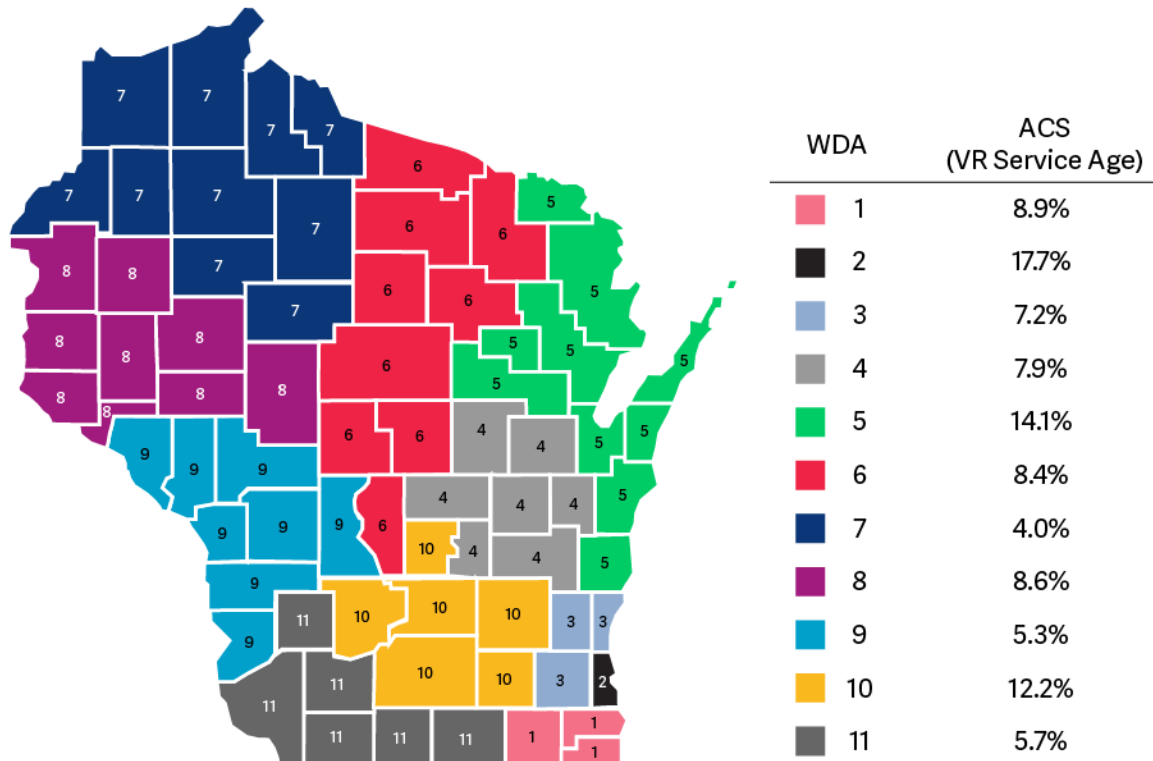 7 7
7 7
6
7 7 7 5
7 6 6
7 8 8
6 6 5
7
8 8 8 5 5 5
8 6
8 8 5
8
6 6 4 4 5 5
9 9 9
4 4 4 5
9 9 9 6
10 4 4 5
9
11 10 10 10 3 3
9
11 10 10 3 2
11
11 11 11 1 1
1
WDA ACS
(VR Service Age)
1 8.9%
2 17.7%
3 7.2%
4 7.9%
5 14.1%
6 8.4%
7 4.0%
8 8.6%
9 5.3%
10 12.2%
11 5.7%